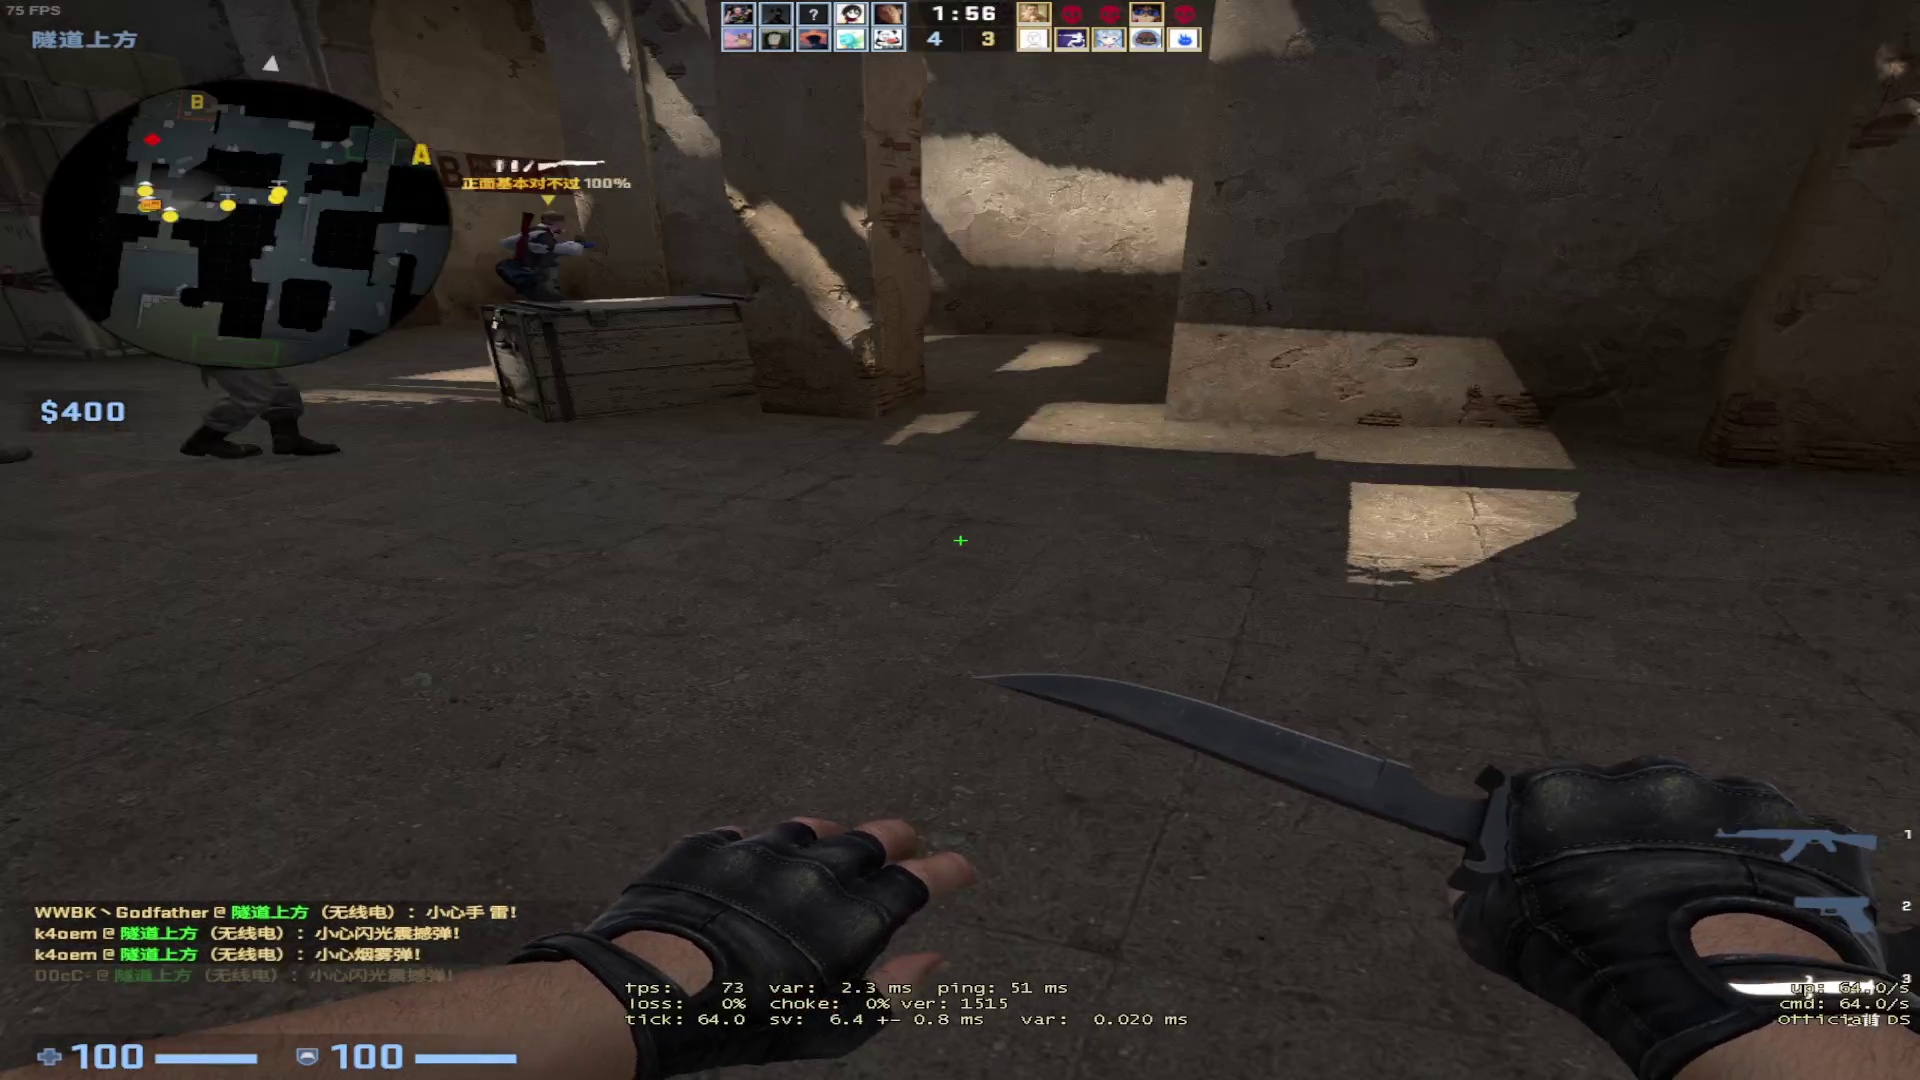 75 FPS
隧道上方
1:56
4 3
?
B
A
B
正面基本对不过 100%
$400
1
2
3
WWBK丶Godfather @ 隧道上方 (无线电) : 小心手 雷!
k4oem @ 隧道上方 (无线电) : 小心闪光震撼弹!
k4oem @ 隧道上方 (无线电) : 小心烟雾弹!
DOcC- @ 隧道上方 (无线电) : 小心闪光震撼弹!
fps: 73 var: 2.3 ms ping: 51 ms
loss: 0% choke: 0% ver: 1515
tick: 64.0 sv: 6.4 +- 0.8 ms var: 0.020 ms
up: 64.0/s
cmd: 64.0/s
Official DS
100 100